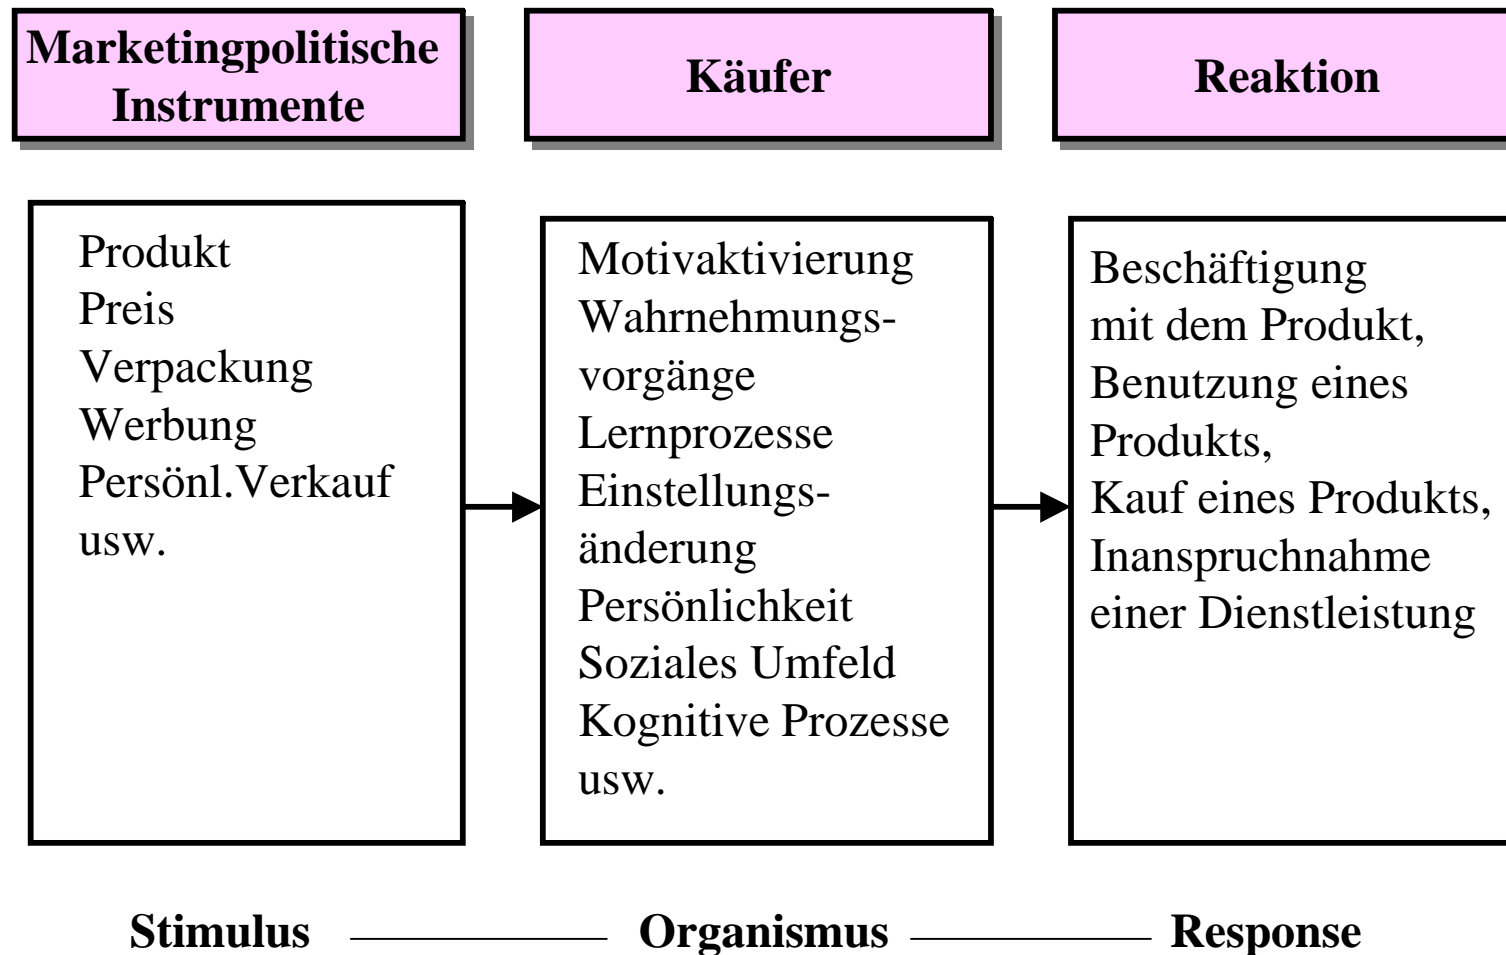 Marketingpolitische
Instrumente
Käufer
Reaktion
Produkt
Preis
Verpackung
Werbung
Persönl.Verkauf
usw.
Motivaktivierung
Wahrnehmungs-
vorgänge
Lernprozesse
Einstellungs-
änderung
Persönlichkeit
Soziales Umfeld
Kognitive Prozesse
usw.
Beschäftigung
mit dem Produkt,
Benutzung eines
Produkts,
Kauf eines Produkts,
Inanspruchnahme
einer Dienstleistung
Stimulus
Organismus
Response